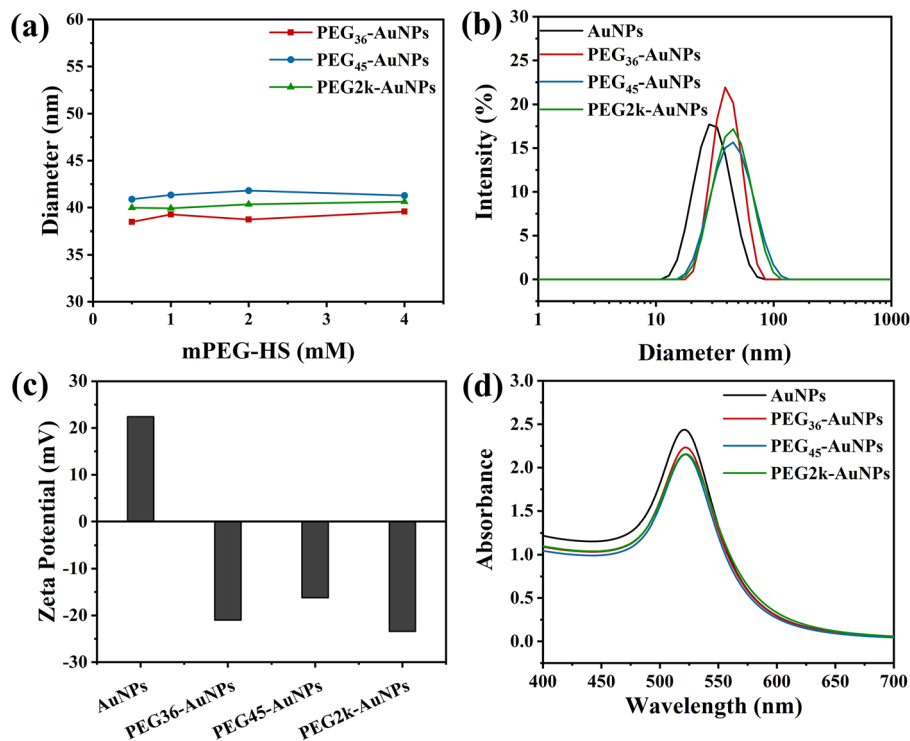 (a)
PEG₃₆-AuNPs
PEG₄₅-AuNPs
PEG2k-AuNPs
Diameter (nm)
60
55
50
45
40
35
30
0
1
2
3
4
mPEG-HS (mM)
(b)
AuNPs
PEG₃₆-AuNPs
PEG₄₅-AuNPs
PEG2k-AuNPs
Intensity (%)
30
25
20
15
10
5
0
1
10
100
1000
Diameter (nm)
(c)
Zeta Potential (mV)
30
20
10
0
-10
-20
-30
AuNPs
PEG36-AuNPs
PEG45-AuNPs
PEG2k-AuNPs
(d)
AuNPs
PEG₃₆-AuNPs
PEG₄₅-AuNPs
PEG2k-AuNPs
Absorbance
3.0
2.5
2.0
1.5
1.0
0.5
0.0
400
450
500
550
600
650
700
Wavelength (nm)